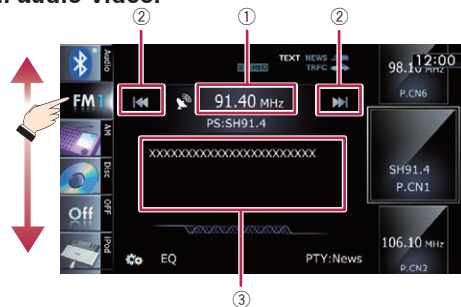 audio video.
② ① ②
Audio
TEXT NEWS
STEREO TRFC
12:00
98.10 MHz
P.CN6
FM1
91.40 MHz
PS:SH91.4
AM
XXXXXXXXXXXXXXXXXXXXXXXX
Disc
SH91.4
P.CN1
Off
OFF
iPod
106.10 MHz
P.CN2
EQ
PTY:News
③